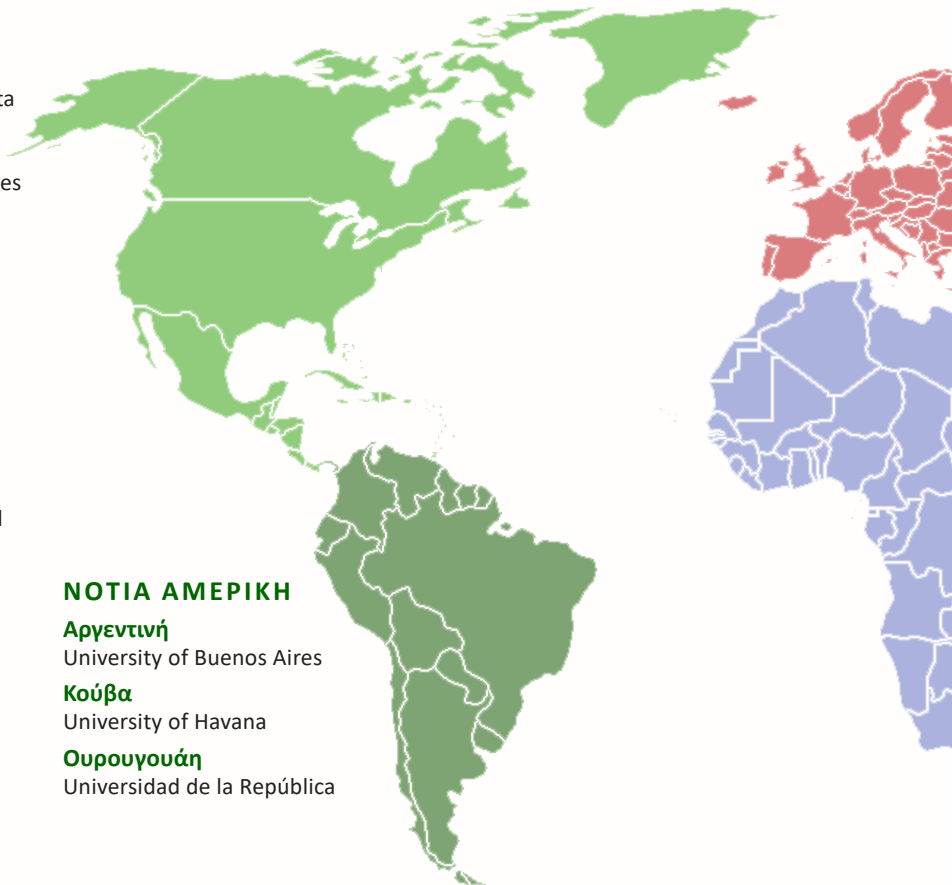 ΝΟΤΙΑ ΑΜΕΡΙΚΗ
Αργεντινή
University of Buenos Aires
Κούβα
University of Havana
Ουρουγουάη
Universidad de la República